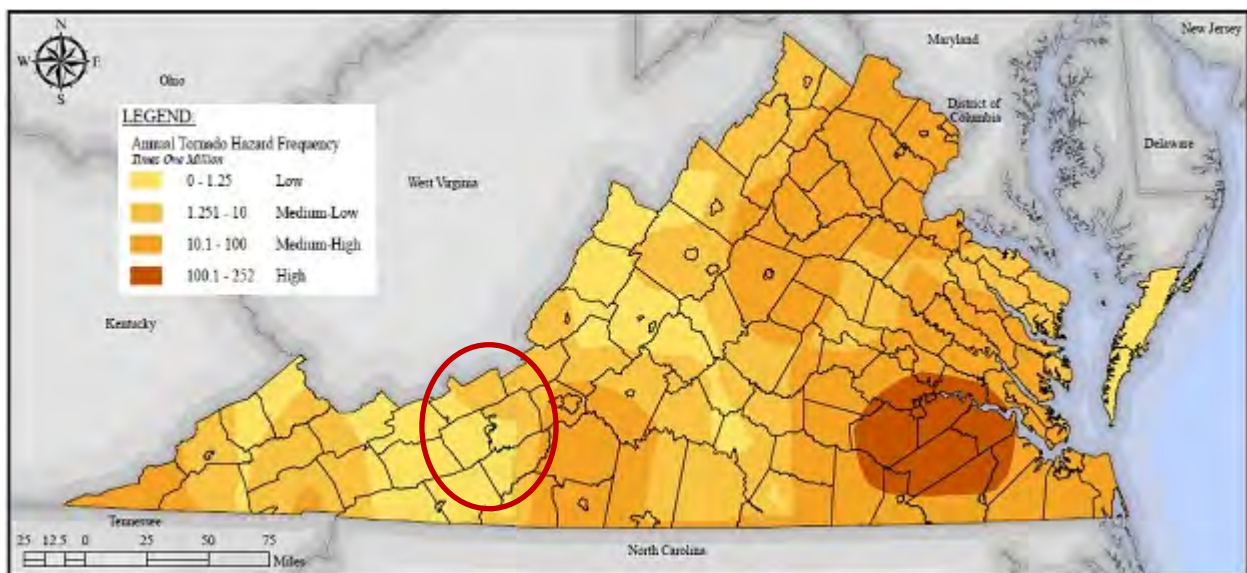 N
W E
S
New Jersey
Maryland
Ohio
LEGEND:
Annual Tornado Hazard Frequency
Times One Million
0 - 1.25 Low
1.251 - 10 Medium-Low
10.1 - 100 Medium-High
100.1 - 252 High
District of
Columbia
Delaware
West Virginia
Kentucky
Tennessee
North Carolina
25 12.5 0 25 50 75
Miles